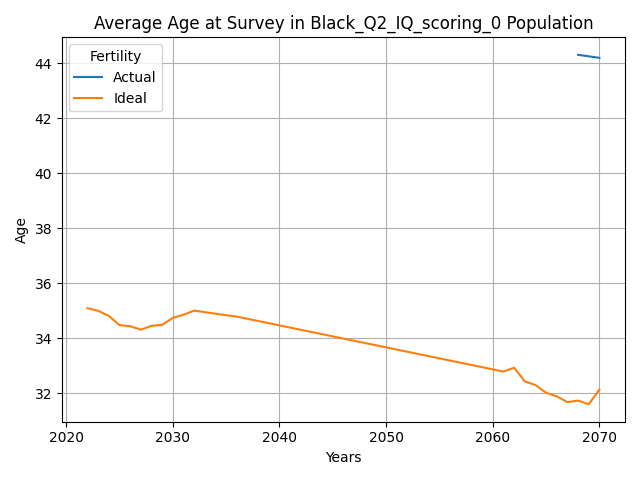 Average Age at Survey in Black_Q2_IQ_scoring_0 Population
Fertility
Actual
Ideal
44
42
40
38
36
34
32
Age
2020 2030 2040 2050 2060 2070
Years